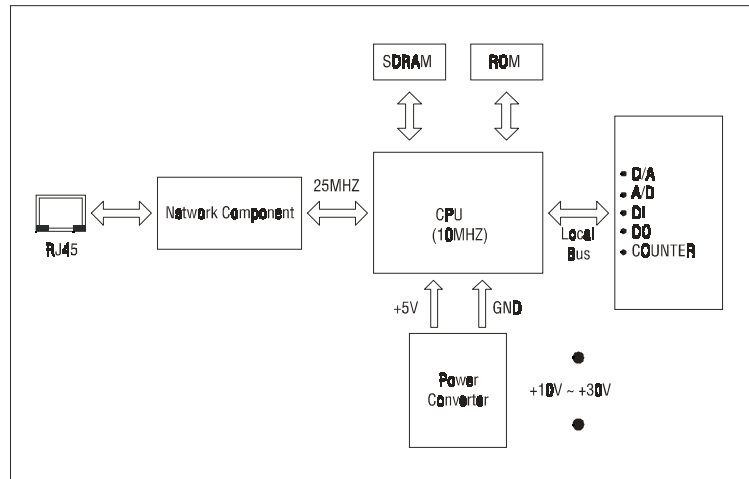 SDRAM
ROM
25MHZ
Network Component
RJ45
CPU
(10MHZ)
Local
Bus
• D/A
• A/D
• DI
• DO
• COUNTER
+5V
GND
Power
Converter
+10V ~ +30V